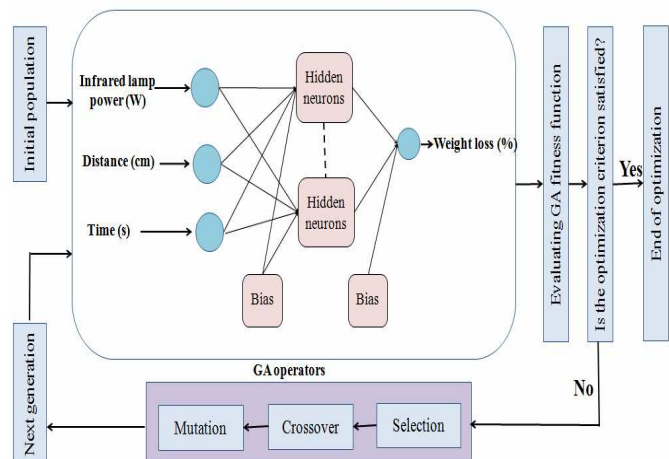 Initial population
Infrared lamp
power (W)
Distance (cm)
Time (s)
Hidden
neurons
Hidden
neurons
Bias
Bias
Weight loss (%)
Evaluating GA fitness function
Is the optimization criterion satisfied?
Yes
End of optimization
No
GA operators
Selection
Crossover
Mutation
Next generation